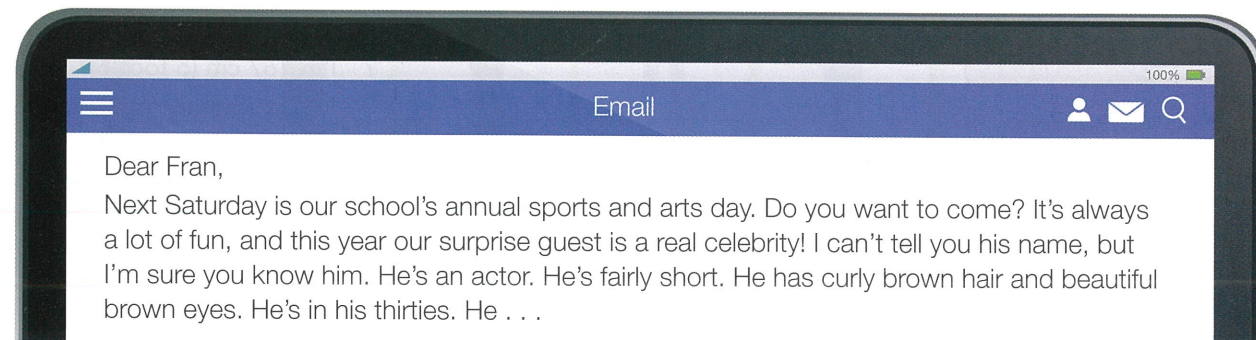 100%
Email
Dear Fran,
Next Saturday is our school's annual sports and arts day. Do you want to come? It's always
a lot of fun, and this year our surprise guest is a real celebrity! I can't tell you his name, but
I'm sure you know him. He's an actor. He's fairly short. He has curly brown hair and beautiful
brown eyes. He's in his thirties. He . . .